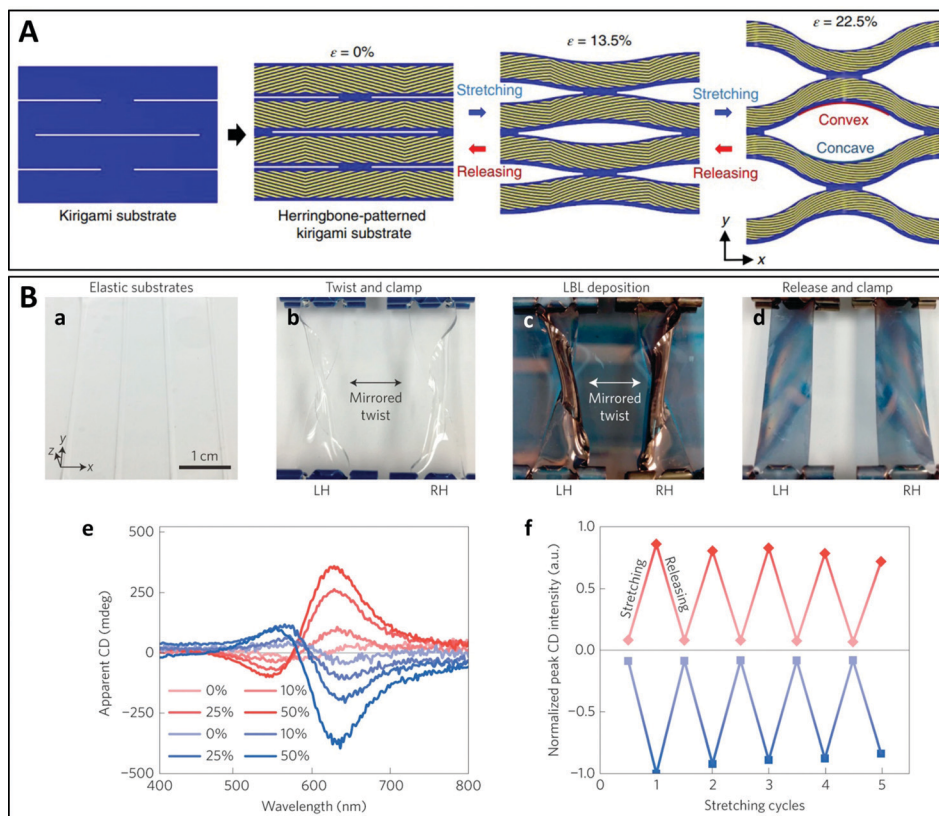 A
ε = 0%
ε = 13.5%
ε = 22.5%
Stretching
Stretching
Releasing
Releasing
Convex
Concave
Kirigami substrate
Herringbone-patterned
kirigami substrate
y
x
B
Elastic substrates
Twist and clamp
LBL deposition
Release and clamp
a
b
c
d
Mirrored
twist
Mirrored
twist
y
z
x
1 cm
LH
RH
LH
RH
LH
RH
e
500
250
0
−250
−500
Apparent CD (mdeg)
0%
10%
25%
50%
0%
10%
25%
50%
400
500
600
700
800
Wavelength (nm)
f
1.0
0.5
0.0
−0.5
−1.0
Normalized peak CD intensity (a.u.)
Stretching
Releasing
0
1
2
3
4
5
Stretching cycles